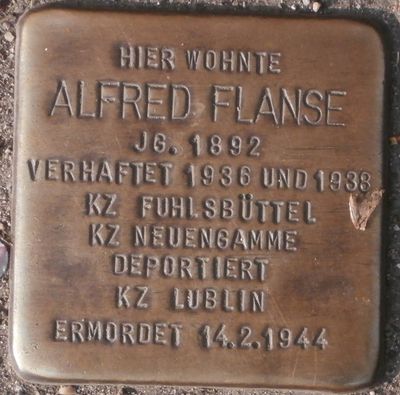 HIER WOHNTE
ALFRED FLANSE
JG. 1892
VERHAFTET 1936 UND 1938
KZ FUHLSBÜTTEL
KZ NEUENGAMME
DEPORTIERT
KZ LUBLIN
ERMORDET 14.2.1944